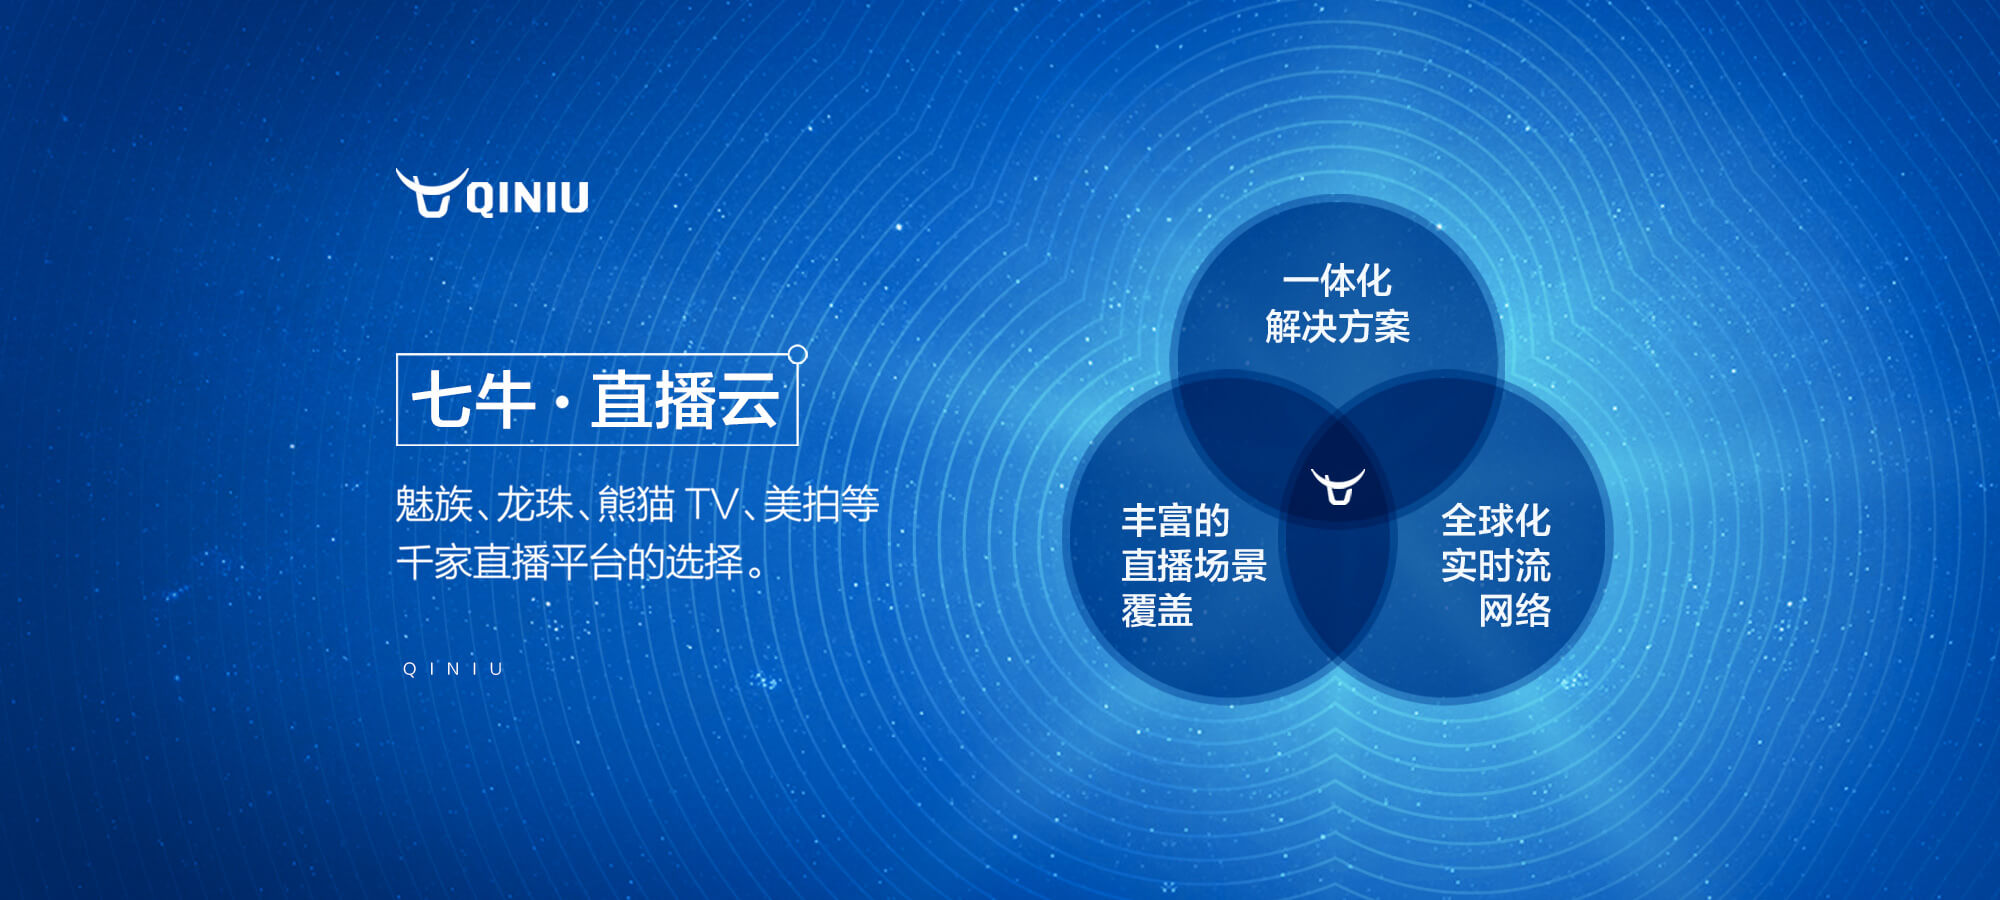 QINIU
七牛·直播云
魅族、龙珠、熊猫 TV、美拍等
千家直播平台的选择。
QINIU
一体化
解决方案
丰富的
直播场景
覆盖
全球化
实时流
网络